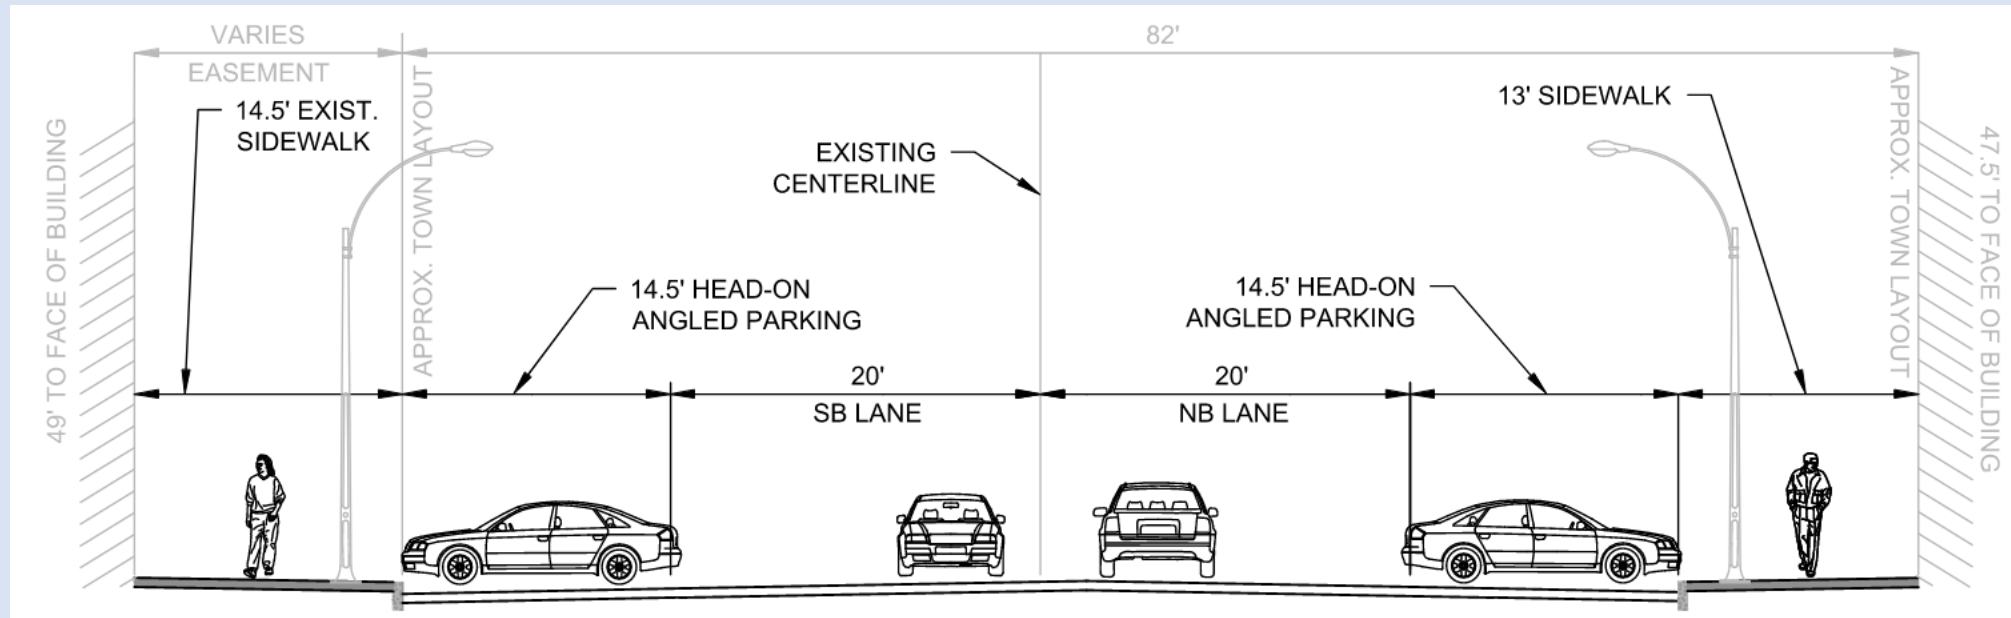 VARIES
82'
EASEMENT
14.5' EXIST.
SIDEWALK
APPROX. TOWN LAYOUT
49' TO FACE OF BUILDING
EXISTING
CENTERLINE
13' SIDEWALK
APPROX. TOWN LAYOUT
47.5' TO FACE OF BUILDING
14.5' HEAD-ON
ANGLED PARKING
14.5' HEAD-ON
ANGLED PARKING
20'
SB LANE
20'
NB LANE